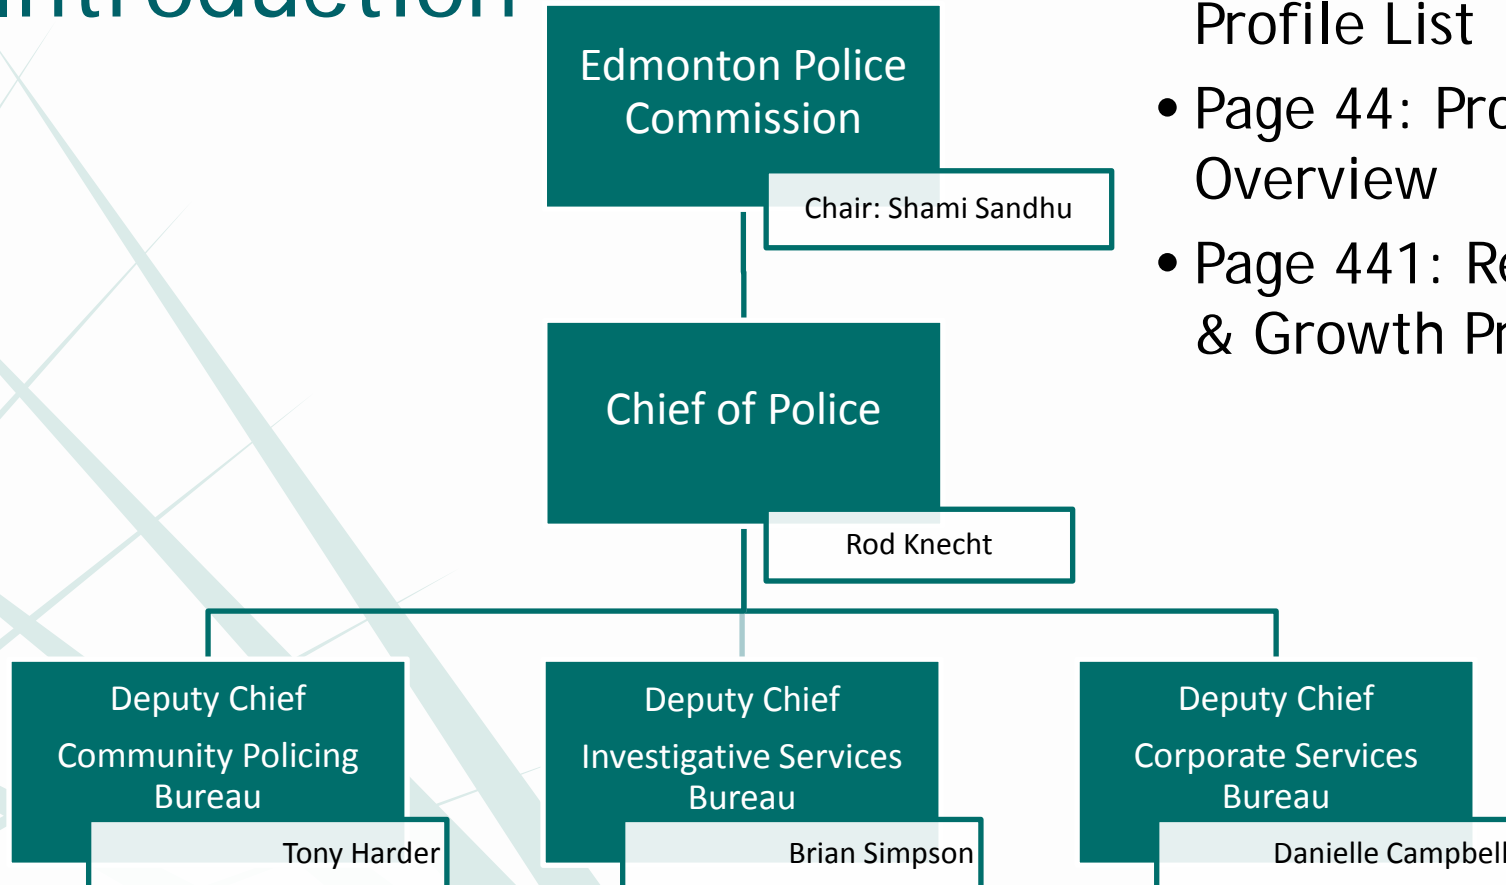 Introduction
Edmonton Police
Commission
Chair: Shami Sandhu
Chief of Police
Rod Knecht
Deputy Chief
Community Policing
Bureau
Tony Harder
Deputy Chief
Investigative Services
Bureau
Brian Simpson
Deputy Chief
Corporate Services
Bureau
Danielle Campbell
Profile List
• Page 44:
Overview
• Page 441:
& Growth